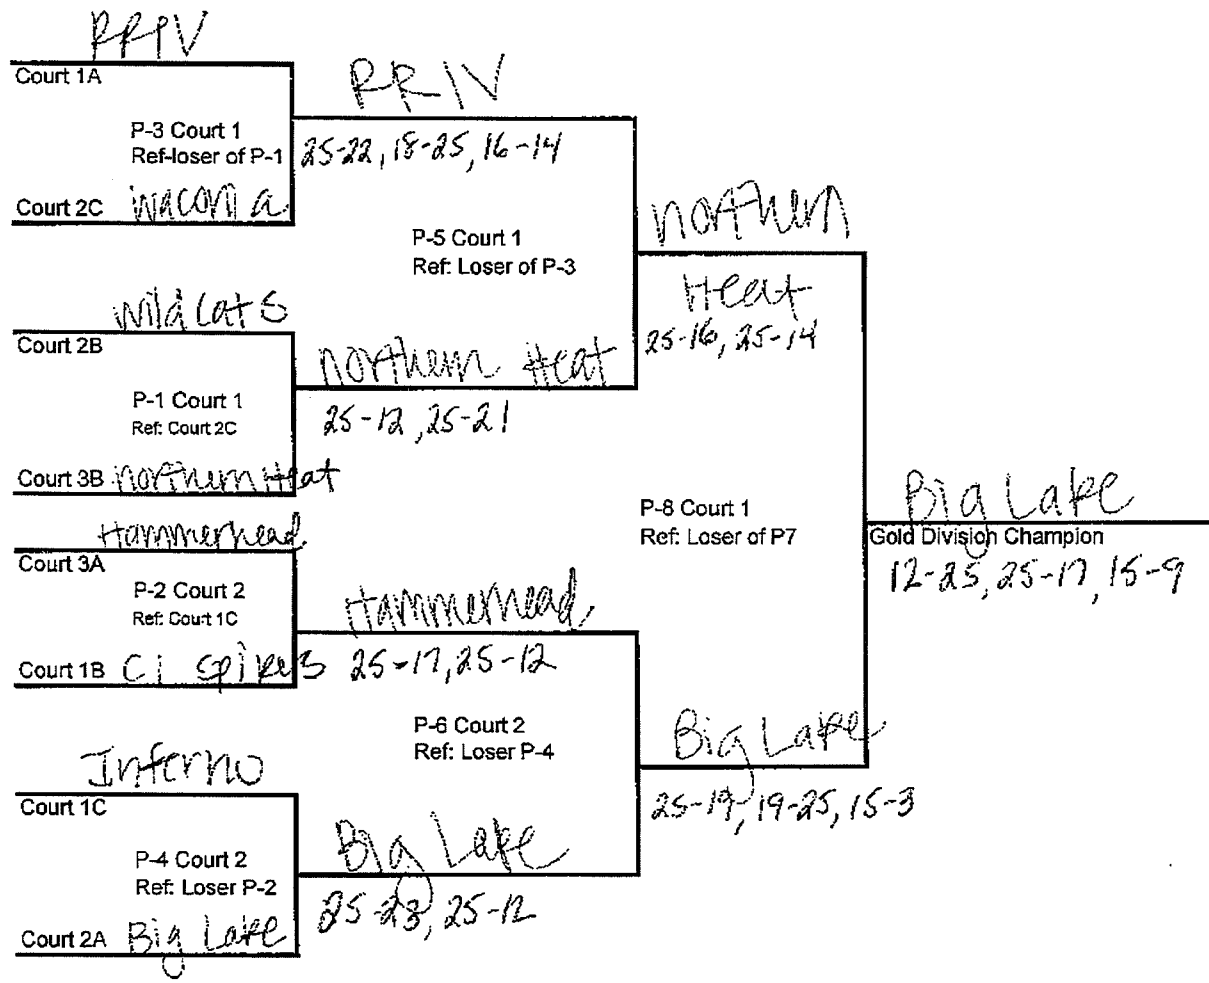 RRIV
Court 1A
RRIV
P-3 Court 1
Ref-loser of P-1
25-22, 18-25, 16-14
Court 2C Waconia
Northern
P-5 Court 1
Ref: Loser of P-3
Heat
Wildcats
25-16, 25-14
Court 2B
Northern Heat
P-1 Court 1
Ref: Court 2C
25-12, 25-21
Court 3B Northern Heat
Big Lake
P-8 Court 1
Ref: Loser of P7
Gold Division Champion
12-25, 25-17, 15-9
Hammerhead
Court 3A
P-2 Court 2
Ref: Court 1C
Hammerhead
Court 1B CI Spikes
25-17, 25-12
P-6 Court 2
Ref: Loser P-4
Big Lake
Inferno
25-19, 19-25, 15-3
Court 1C
Big Lake
P-4 Court 2
Ref: Loser P-2
25-23, 25-12
Court 2A Big Lake